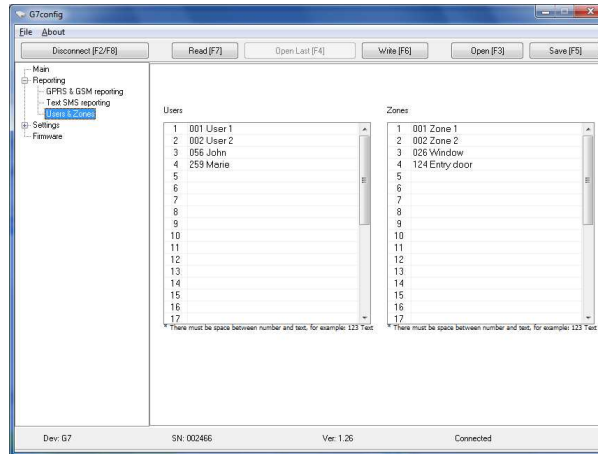 G7config
File About
Disconnect [F2/F8] Read [F7] Open Last [F4] Write [F6] Open [F3] Save [F5]
Main
Reporting
GPRS & GSM reporting
Text SMS reporting
Users & Zones
Settings
Firmware
Users
1 001 User 1
2 002 User 2
3 056 John
4 259 Marie
5
6
7
8
9
10
11
12
13
14
15
16
17
* There must be space between number and text, for example: 123 Text
Zones
1 001 Zone 1
2 002 Zone 2
3 026 Window
4 124 Entry door
5
6
7
8
9
10
11
12
13
14
15
16
17
* There must be space between number and text, for example: 123 Text
Dev: G7 SN: 002466 Ver: 1.26 Connected